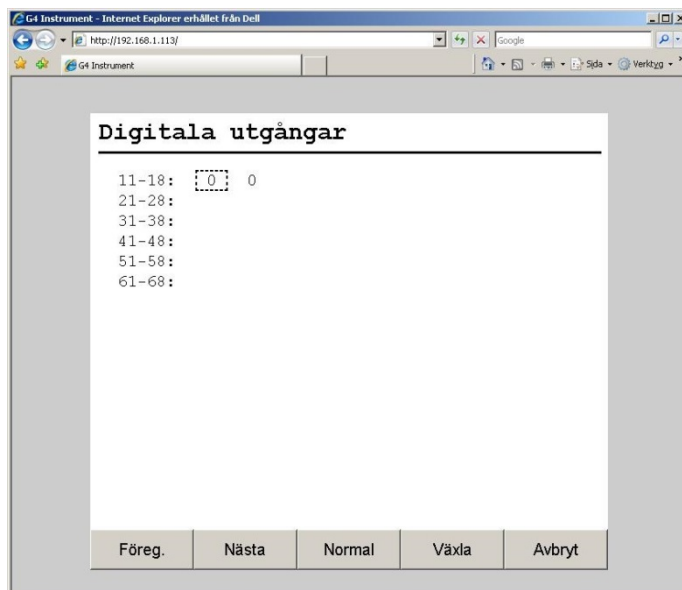 G4 Instrument - Internet Explorer erhållet från Dell
http://192.168.1.113/
Google
G4 Instrument
Sida
Verktyg
Digitala utgångar
11-18: 0 0
21-28:
31-38:
41-48:
51-58:
61-68:
Föreg. Nästa Normal Växla Avbryt